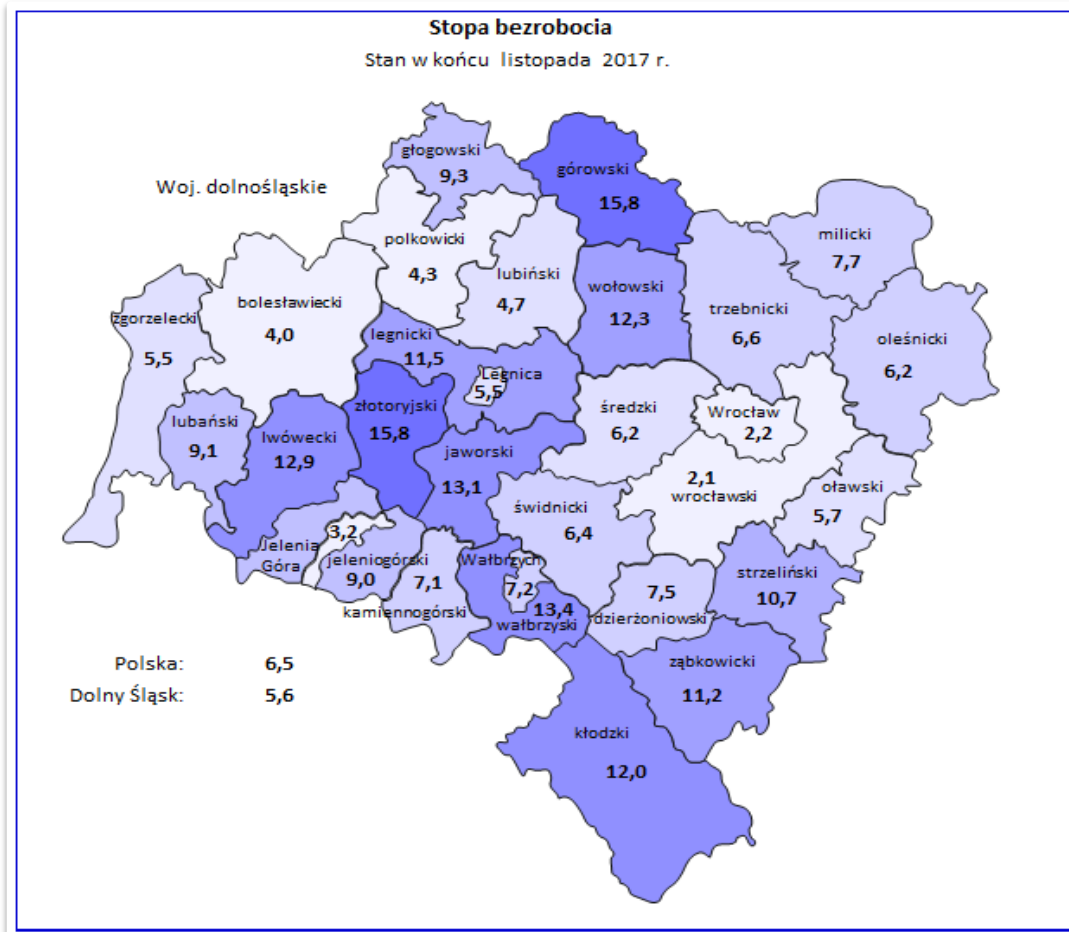 Stopa bezrobocia
Stan w końcu listopada 2017 r.
Woj. dolnośląskie
głogowski
9,3
górowski
15,8
milicki
7,7
polkowicki
4,3
lubiński
4,7
wołowski
12,3
trzebnicki
6,6
oleśnicki
6,2
zgorzelecki
5,5
bolesławiecki
4,0
legnicki
11,5
Legnica
5,5
złotoryjski
15,8
średzki
6,2
Wrocław
2,2
lubański
9,1
lwówecki
12,9
jaworski
13,1
2,1
wrocławski
oławski
5,7
świdnicki
6,4
3,2
Jelenia
Góra
jeleniogórski
9,0
7,1
kamiennogórski
Wałbrzych
7,2
13,4
wałbrzyski
7,5
dzierżoniowski
strzeliński
10,7
ząbkowicki
11,2
kłodzki
12,0
Polska: 6,5
Dolny Śląsk: 5,6